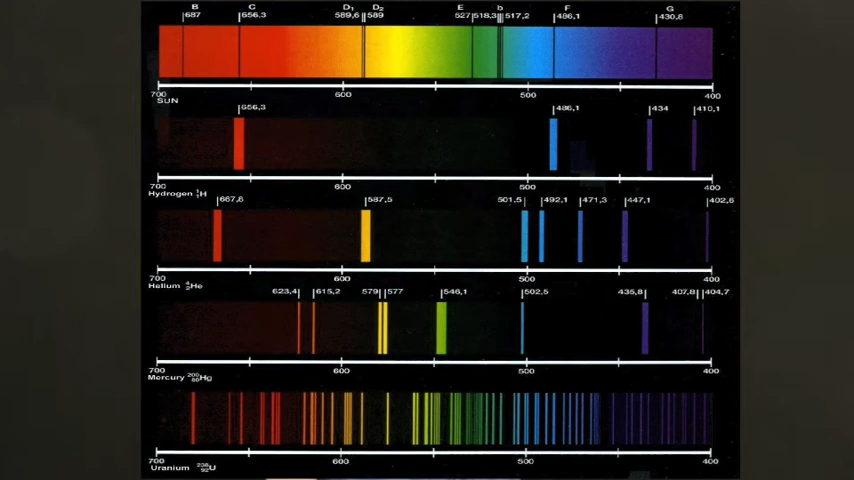 B C D₁ D₂ E b F G
687 656,3 589,6 589 527 518,3 517,2 486,1 430,8
700 600 500 400
SUN
656,3 486,1 434 410,1
700 600 500 400
Hydrogen ¹₁H
667,8 587,5 501,5 492,1 471,3 447,1 402,6
700 600 500 400
Helium ⁴₂He
623,4 615,2 579 577 546,1 502,5 435,8 407,8 404,7
700 600 500 400
Mercury ²⁰⁰₈₀Hg
700 600 500 400
Uranium ²³⁸₉₂U